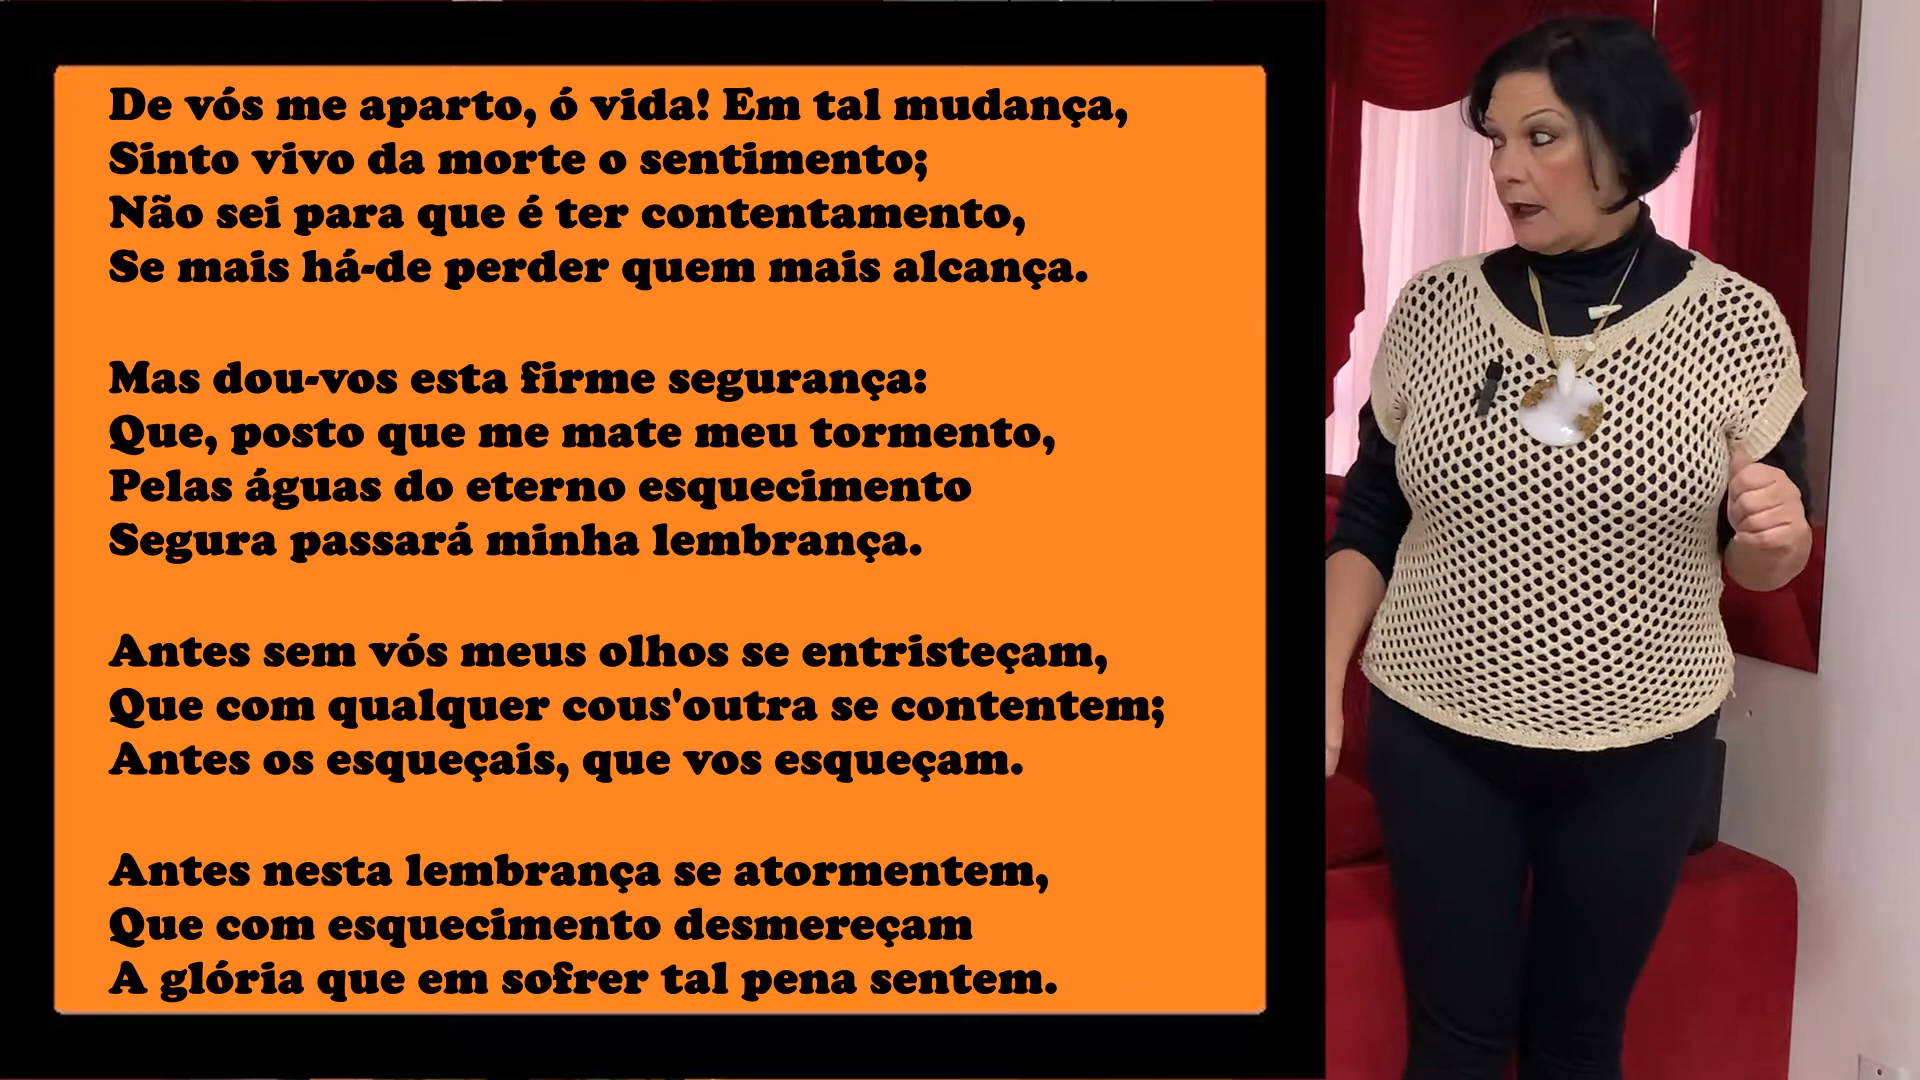 De vós me aparto, ó vida! Em tal mudança,
Sinto vivo da morte o sentimento;
Não sei para que é ter contentamento,
Se mais há-de perder quem mais alcança.
Mas dou-vos esta firme segurança:
Que, posto que me mate meu tormento,
Pelas águas do eterno esquecimento
Segura passará minha lembrança.
Antes sem vós meus olhos se entristeçam,
Que com qualquer cous'outra se contentem;
Antes os esqueçais, que vos esqueçam.
Antes nesta lembrança se atormentem,
Que com esquecimento desmereçam
A glória que em sofrer tal pena sentem.